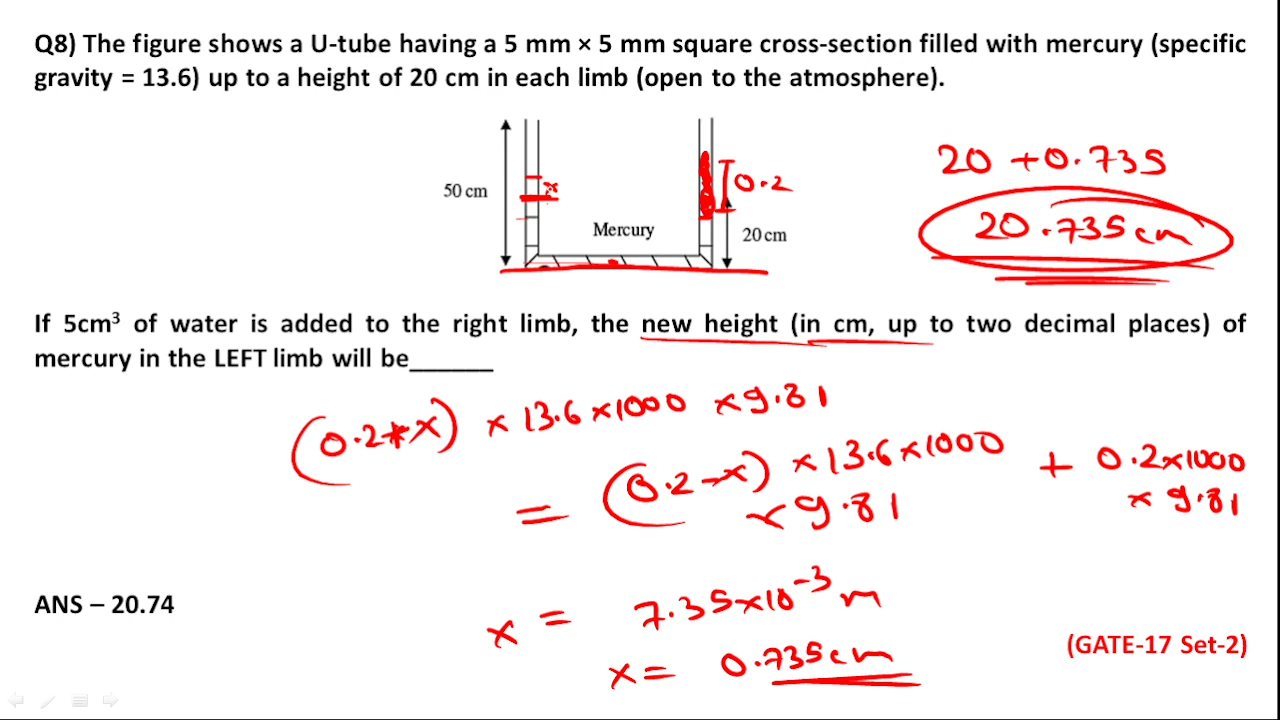 Q8) The figure shows a U-tube having a 5 mm × 5 mm square cross-section filled with mercury (specific
gravity = 13.6) up to a height of 20 cm in each limb (open to the atmosphere).
20 + 0.735
50 cm
x
0.2
Mercury
20 cm
20.735cm
If 5cm³ of water is added to the right limb, the new height (in cm, up to two decimal places) of
mercury in the LEFT limb will be______
(0.2+x) × 13.6×1000 ×9.81
= (0.2-x) ×13.6×1000 + 0.2×1000
×9.81 × 9.81
ANS – 20.74
x = 7.35×10⁻³ m
x = 0.735cm
(GATE-17 Set-2)